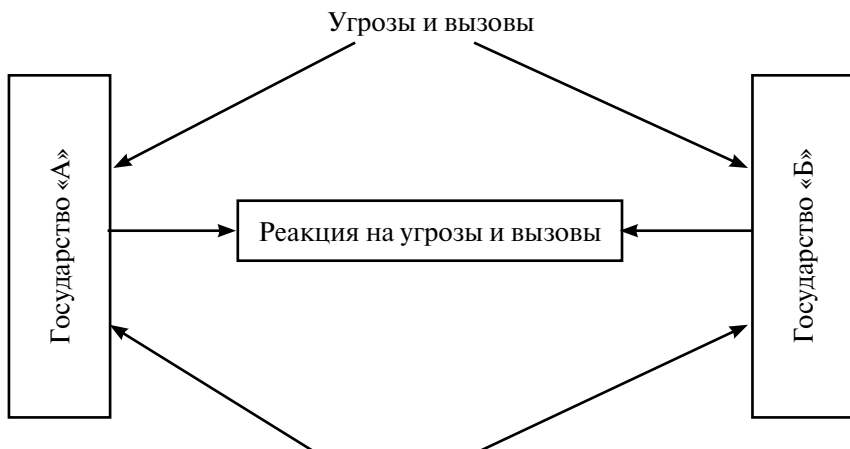 Угрозы и вызовы
Государство «А»
Реакция на угрозы и вызовы
Государство «Б»